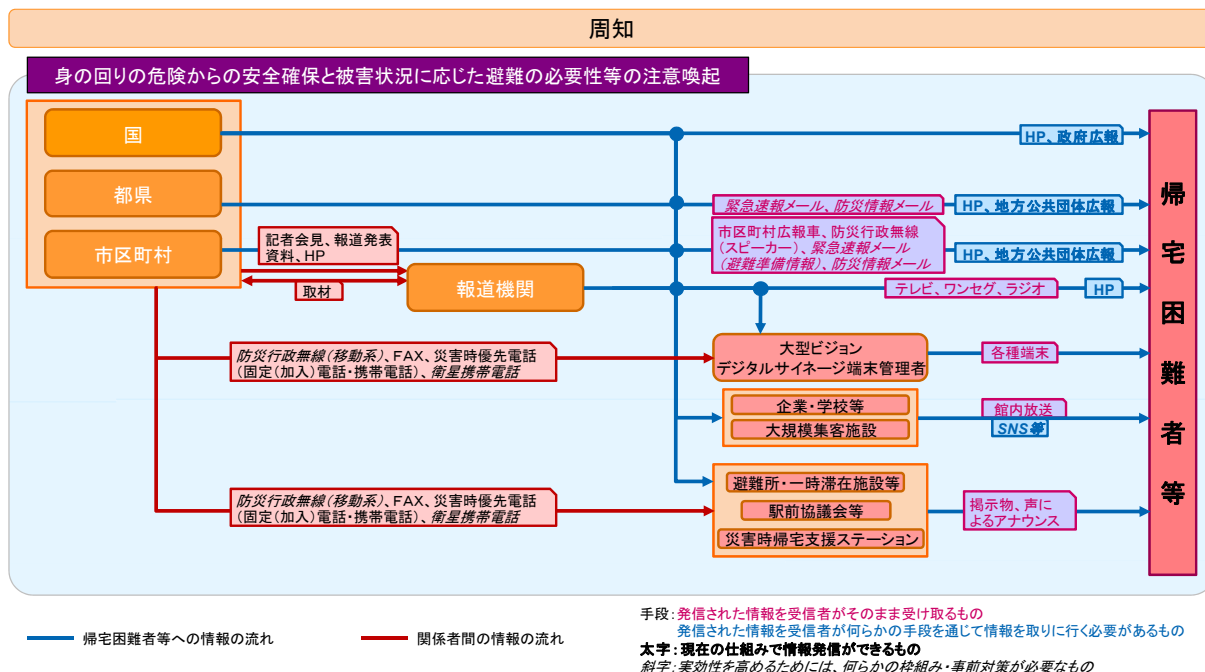 周知
身の回りの危険からの安全確保と被害状況に応じた避難の必要性等の注意喚起
国
HP、政府広報
都県
緊急速報メール、防災情報メール
HP、地方公共団体広報
市区町村
記者会見、報道発表
資料、HP
市区町村広報車、防災行政無線
(スピーカー)、緊急速報メール
(避難準備情報)、防災情報メール
HP、地方公共団体広報
取材
報道機関
テレビ、ワンセグ、ラジオ
HP
防災行政無線(移動系)、FAX、災害時優先電話
(固定(加入)電話・携帯電話)、衛星携帯電話
大型ビジョン
デジタルサイネージ端末管理者
各種端末
企業・学校等
大規模集客施設
館内放送
SNS等
防災行政無線(移動系)、FAX、災害時優先電話
(固定(加入)電話・携帯電話)、衛星携帯電話
避難所・一時滞在施設等
駅前協議会等
災害時帰宅支援ステーション
掲示物、声に
よるアナウンス
帰宅困難者等
帰宅困難者等への情報の流れ
関係者間の情報の流れ
手段:発信された情報を受信者がそのまま受け取るもの
発信された情報を受信者が何らかの手段を通じて情報を取りに行く必要があるもの
太字:現在の仕組みで情報発信ができるもの
斜字:実効性を高めるためには、何らかの枠組み・事前対策が必要なもの